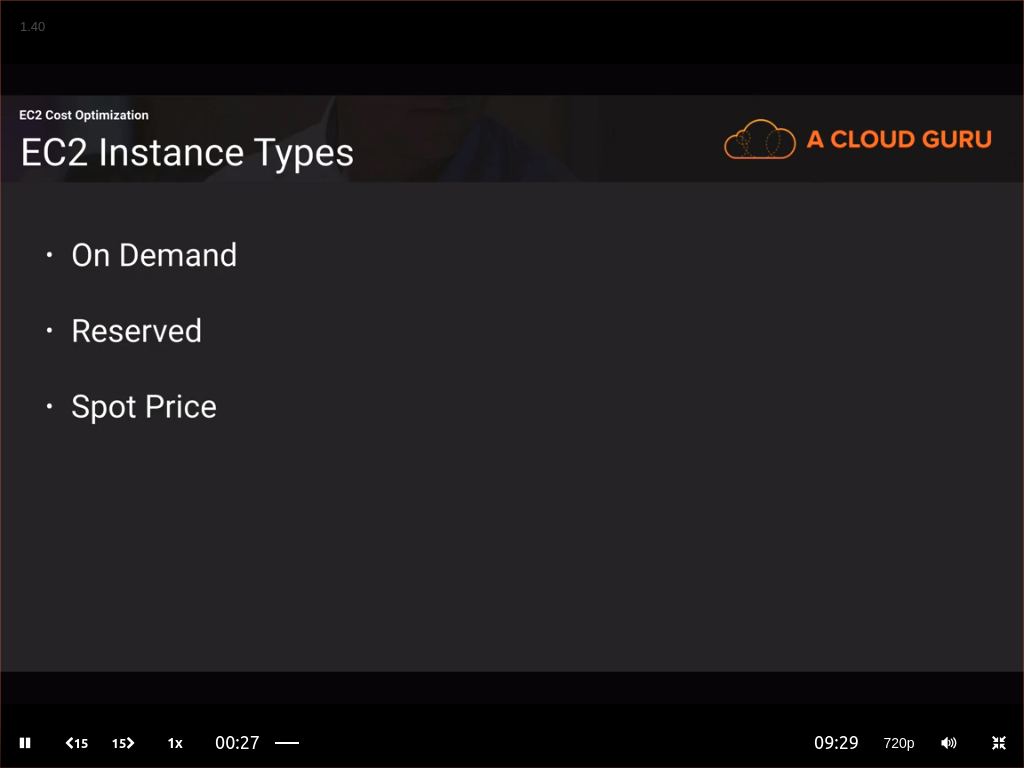 1.40
EC2 Cost Optimization
EC2 Instance Types
A CLOUD GURU
• On Demand
• Reserved
• Spot Price
15 15 1x 00:27 09:29 720p